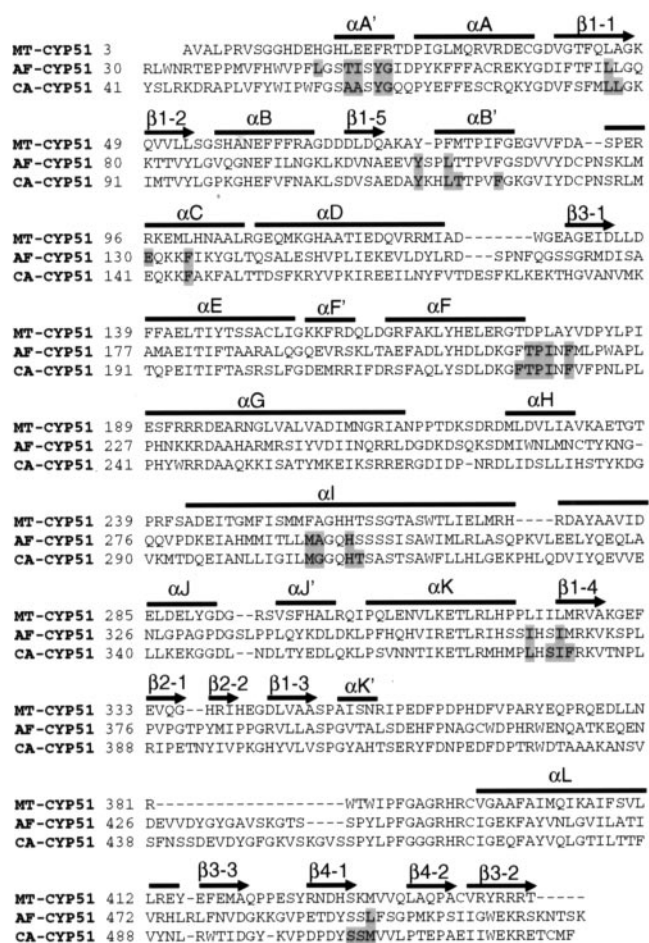 αA' αA β1-1
MT-CYP51 3 AVALPRVSGGHDEHGHLEEFRTDPIGLMQRVRDECGDVGTFQLAGK
AF-CYP51 30 RLWNRTEPPMVFHWVPFLGSTISYGIDPYKFFFACREKYGDIFTFILLGQ
CA-CYP51 41 YSLRKDRAPLVFYWIPWFGSAASYGQQPYEFFESCRQKYGDVFSFMLLGK
β1-2 αB β1-5 αB'
MT-CYP51 49 QVVLLSGSHANEFFFRAGDDDLDQAKAY-PFMTPIFGEGVVFDA--SPER
AF-CYP51 80 KTTVYLGVQGNEFILNGKLKDVNAEEVYSPLTTPVFGSDVVYDCPNSKLM
CA-CYP51 91 IMTVYLGPKGHEFVFNAKLSDVSAEDAYKHLTTPVFGKGVIYDCPNSRLM
αC αD β3-1
MT-CYP51 96 RKEMLHNAALRGEQMKGHAATIEDQVRRMIAD-------WGEAGEIDLLD
AF-CYP51 130 EQKKFIKYGLTQSALESHVPLIEKEVLDYLRD---SPNFQGSSGRMDISA
CA-CYP51 141 EQKKFAKFALTTDSFKRYVPKIREEILNYFVTDESFKLKEKTHGVANVMK
αE αF' αF
MT-CYP51 139 FFAELTIYTSSACLIGKKFRDQLDGRFAKLYHELERGTDPLAYVDPYLPI
AF-CYP51 177 AMAEITIFTAARALQGQEVRSKLTAEFADLYHDLDKGFTPINFMLPWAPL
CA-CYP51 191 TQPEITIFTASRSLFGDEMRRIFDRSFAQLYSDLDKGFTPINFVFPNLPL
αG αH
MT-CYP51 189 ESFRRRDEARNGLVALVADIMNGRIANPPTDKSDRDMLDVLIAVKAETGT
AF-CYP51 227 PHNKKRDAAHARMRSIYVDIINQRRLDGDKDSQKSDMIWNLMNCTYKNG-
CA-CYP51 241 PHYWRRDAAQKKISATYMKEIKSRRERGDIDP-NRDLIDSLLIHSTYKDG
αI
MT-CYP51 239 PRFSADEITGMFISMMFAGHHTSSGTASWTLIELMRH----RDAYAAVID
AF-CYP51 276 QQVPDKEIAHMMITLLMAGQHSSSSISAWIMLRLASQPKVLEELYQEQLA
CA-CYP51 290 VKMTDQEIANLLIGILMGGQHTSASTSAWFLLHLGEKPHLQDVIYQEVVE
αJ αJ' αK β1-4
MT-CYP51 285 ELDELYGDG--RSVSFHALRQIPQLENVLKETLRLHPPLIILMRVAKGEF
AF-CYP51 326 NLGPAGPDGSLPPLQYKDLDKLPFHQHVIRETLRIHSSIHSIMRKVKSPL
CA-CYP51 340 LLKEKGGDL--NDLTYEDLQKLPSVNNTIKETLRMHMPLHSIFRKVTNPL
β2-1 β2-2 β1-3 αK'
MT-CYP51 333 EVQG--HRIHEGDLVAASPAISNRIPEDFPDPHDFVPARYEQPRQEDLLN
AF-CYP51 376 PVPGTPYMIPPGRVLLASPGVTALSDEHFPNAGCWDPHRWENQATKEQEN
CA-CYP51 388 RIPETNYIVPKGHYVLVSPGYAHTSERYFDNPEDFDPTRWDTAAAKANSV
αL
MT-CYP51 381 R----------------WTWIPFGAGRHRCVGAAFAIMQIKAIFSVL
AF-CYP51 426 DEVVDYGYGAVSKGTS---SPYLPFGAGRHRCIGEKFAYVNLGVILATI
CA-CYP51 438 SFNSSDEVDYGFGKVSKGVSSPYLPFGGGRHRCIGEQFAYVQLGTILTTF
β3-3 β4-1 β4-2 β3-2
MT-CYP51 412 LREY-EFEMAQPPESYRNDHSKMVVQLAQPACVRYRRRT-----
AF-CYP51 472 VRHLRLFNVDGKKGVPETDYSSLFSGPMKPSIIGWEKRSKNTSK
CA-CYP51 488 VYNL-RWTIDGY-KVPDPDYSSMVVLPTEPAEIIWEKRETCMF